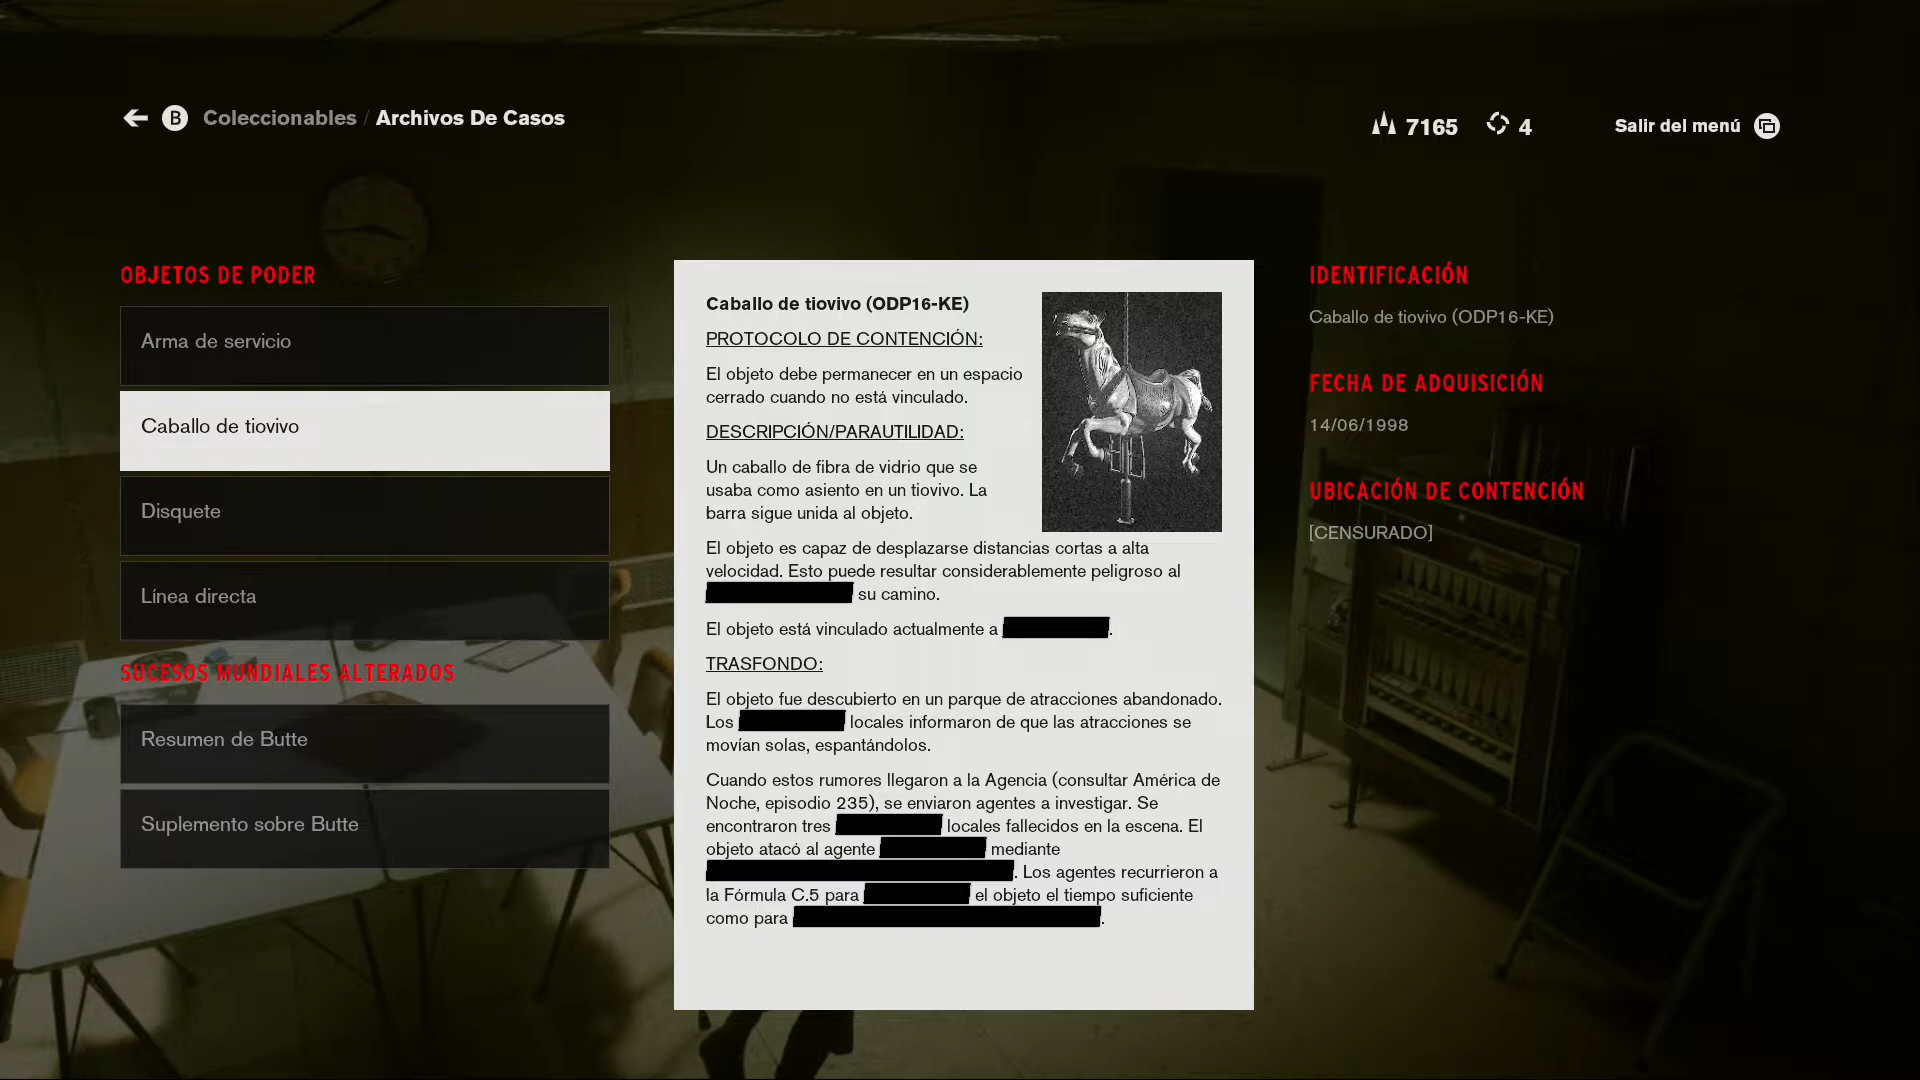 B Coleccionables / Archivos De Casos
7165
4
Salir del menú
OBJETOS DE PODER
Arma de servicio
Caballo de tiovivo
Disquete
Línea directa
SUCESOS MUNDIALES ALTERADOS
Resumen de Butte
Suplemento sobre Butte
Caballo de tiovivo (ODP16-KE)
PROTOCOLO DE CONTENCIÓN:
El objeto debe permanecer en un espacio
cerrado cuando no está vinculado.
DESCRIPCIÓN/PARAUTILIDAD:
Un caballo de fibra de vidrio que se
usaba como asiento en un tiovivo. La
barra sigue unida al objeto.
El objeto es capaz de desplazarse distancias cortas a alta
velocidad. Esto puede resultar considerablemente peligroso al
su camino.
El objeto está vinculado actualmente a .
TRASFONDO:
El objeto fue descubierto en un parque de atracciones abandonado.
Los locales informaron de que las atracciones se
movían solas, espantándolos.
Cuando estos rumores llegaron a la Agencia (consultar América de
Noche, episodio 235), se enviaron agentes a investigar. Se
encontraron tres locales fallecidos en la escena. El
objeto atacó al agente mediante
. Los agentes recurrieron a
la Fórmula C.5 para el objeto el tiempo suficiente
como para .
IDENTIFICACIÓN
Caballo de tiovivo (ODP16-KE)
FECHA DE ADQUISICIÓN
14/06/1998
UBICACIÓN DE CONTENCIÓN
[CENSURADO]